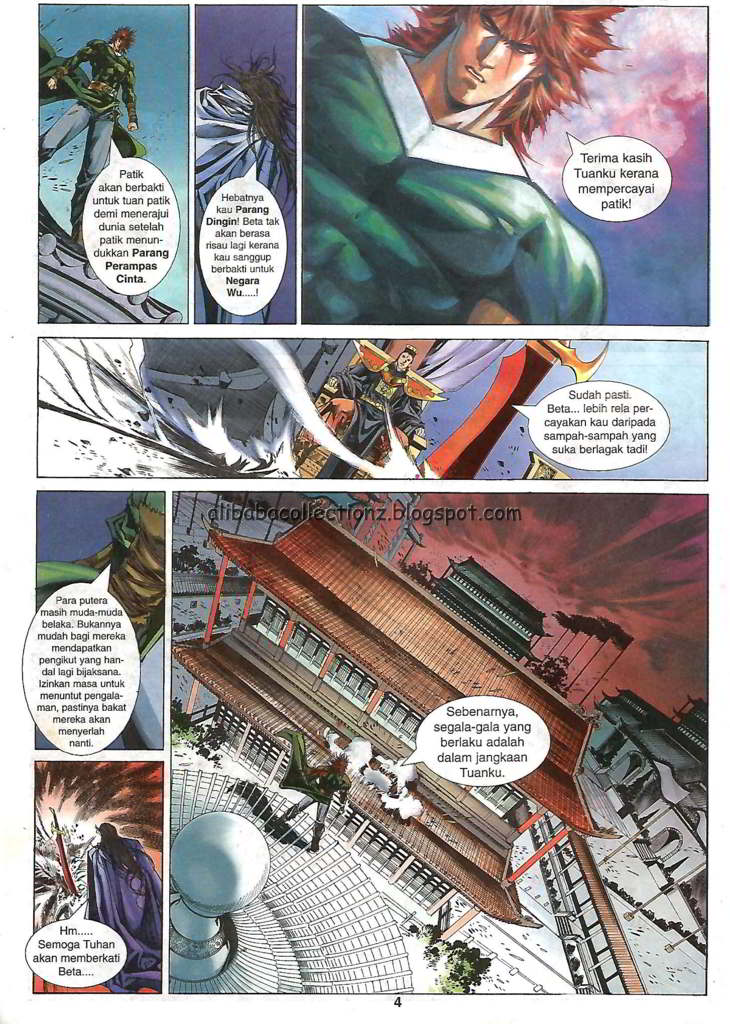 Patik
akan berbakti
untuk tuan patik
demi menerajui
dunia setelah
patik menun-
dukkan Parang
Perampas
Cinta.
Hebatnya
kau Parang
Dingin! Beta tak
akan berasa
risau lagi kerana
kau sanggup
berbakti untuk
Negara
Wu.....!
Terima kasih
Tuanku kerana
mempercayai
patik!
Sudah pasti.
Beta... lebih rela per-
cayakan kau daripada
sampah-sampah yang
suka berlagak tadi!
alibabacollectionz.blogspot.com
Para putera
masih muda-muda
belaka. Bukannya
mudah bagi mereka
mendapatkan
pengikut yang han-
dal lagi bijaksana.
Izinkan masa untuk
menuntut pengala-
man, pastinya bakat
mereka akan
menyerlah
nanti.
Sebenarnya,
segala-gala yang
berlaku adalah
dalam jangkaan
Tuanku.
Hm.....
Semoga Tuhan
akan memberkati
Beta....
4